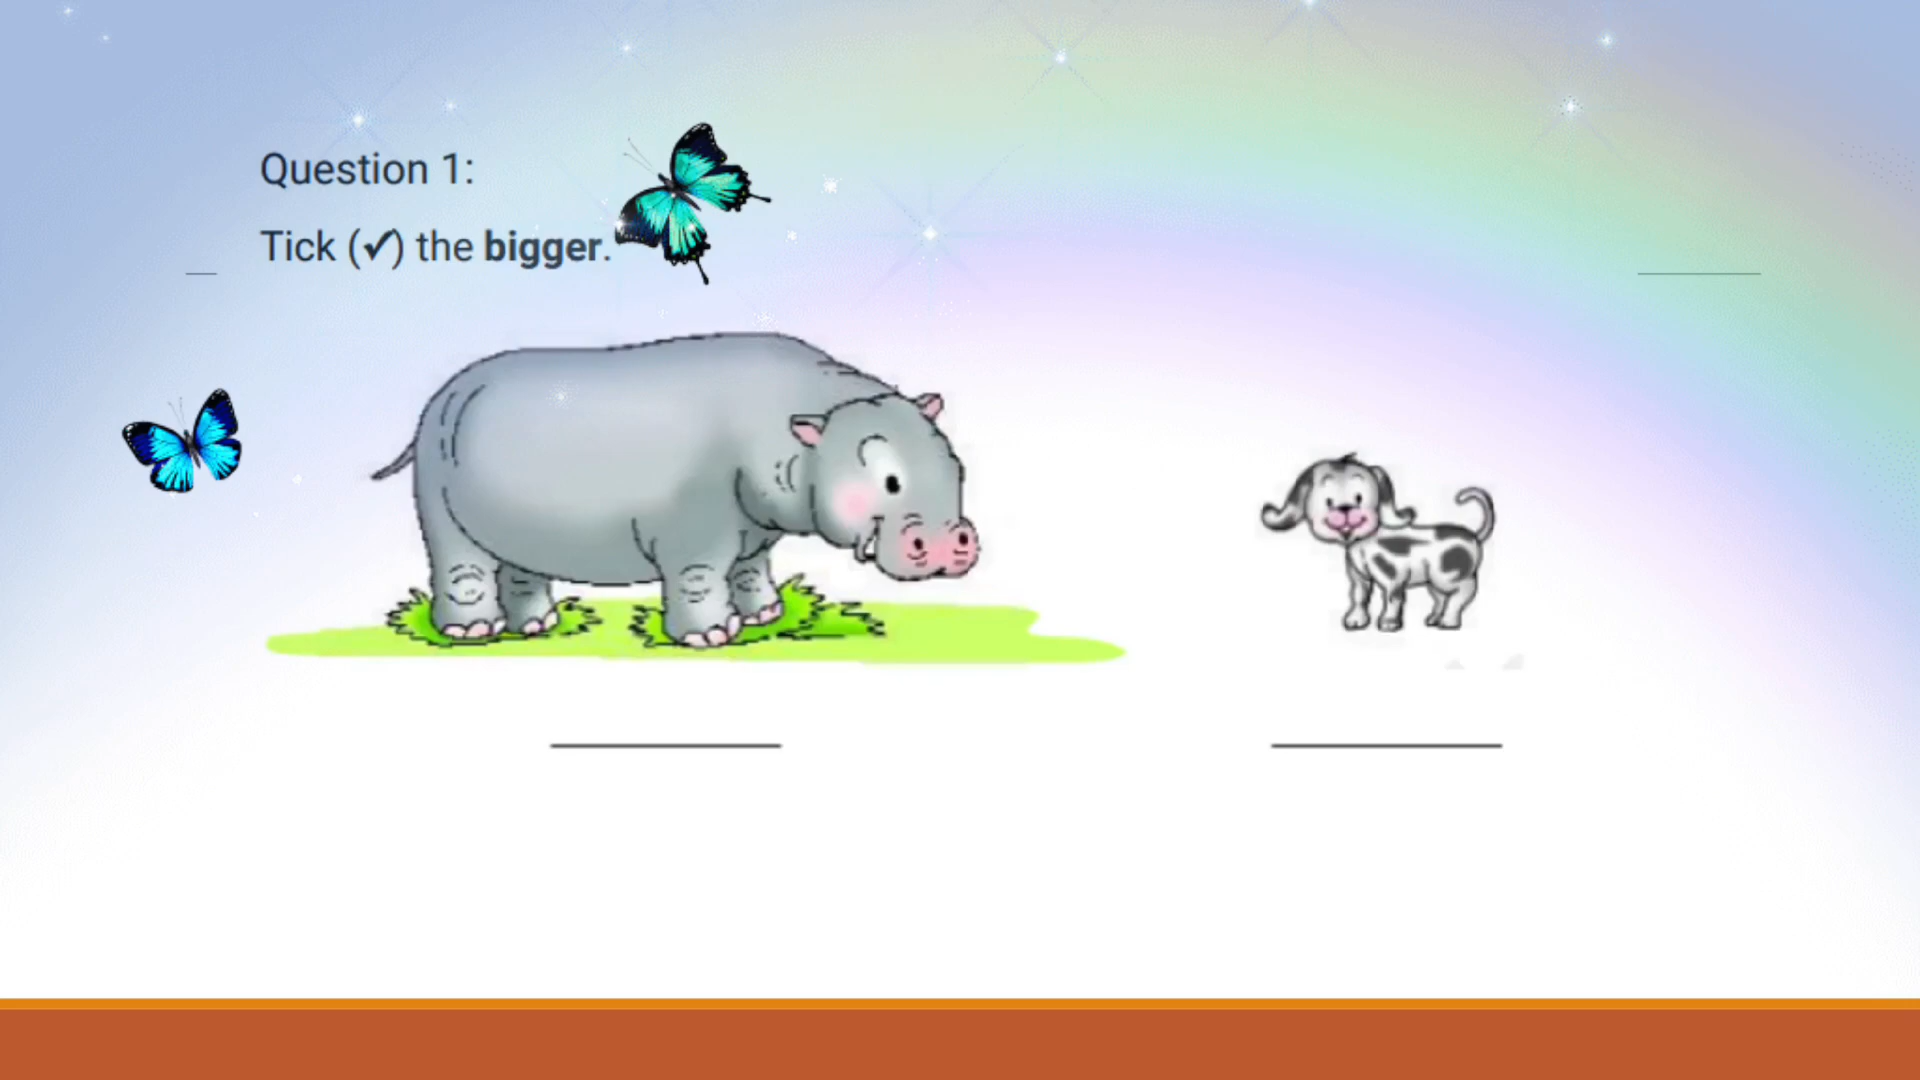 Question 1:
Tick (✓) the bigger.